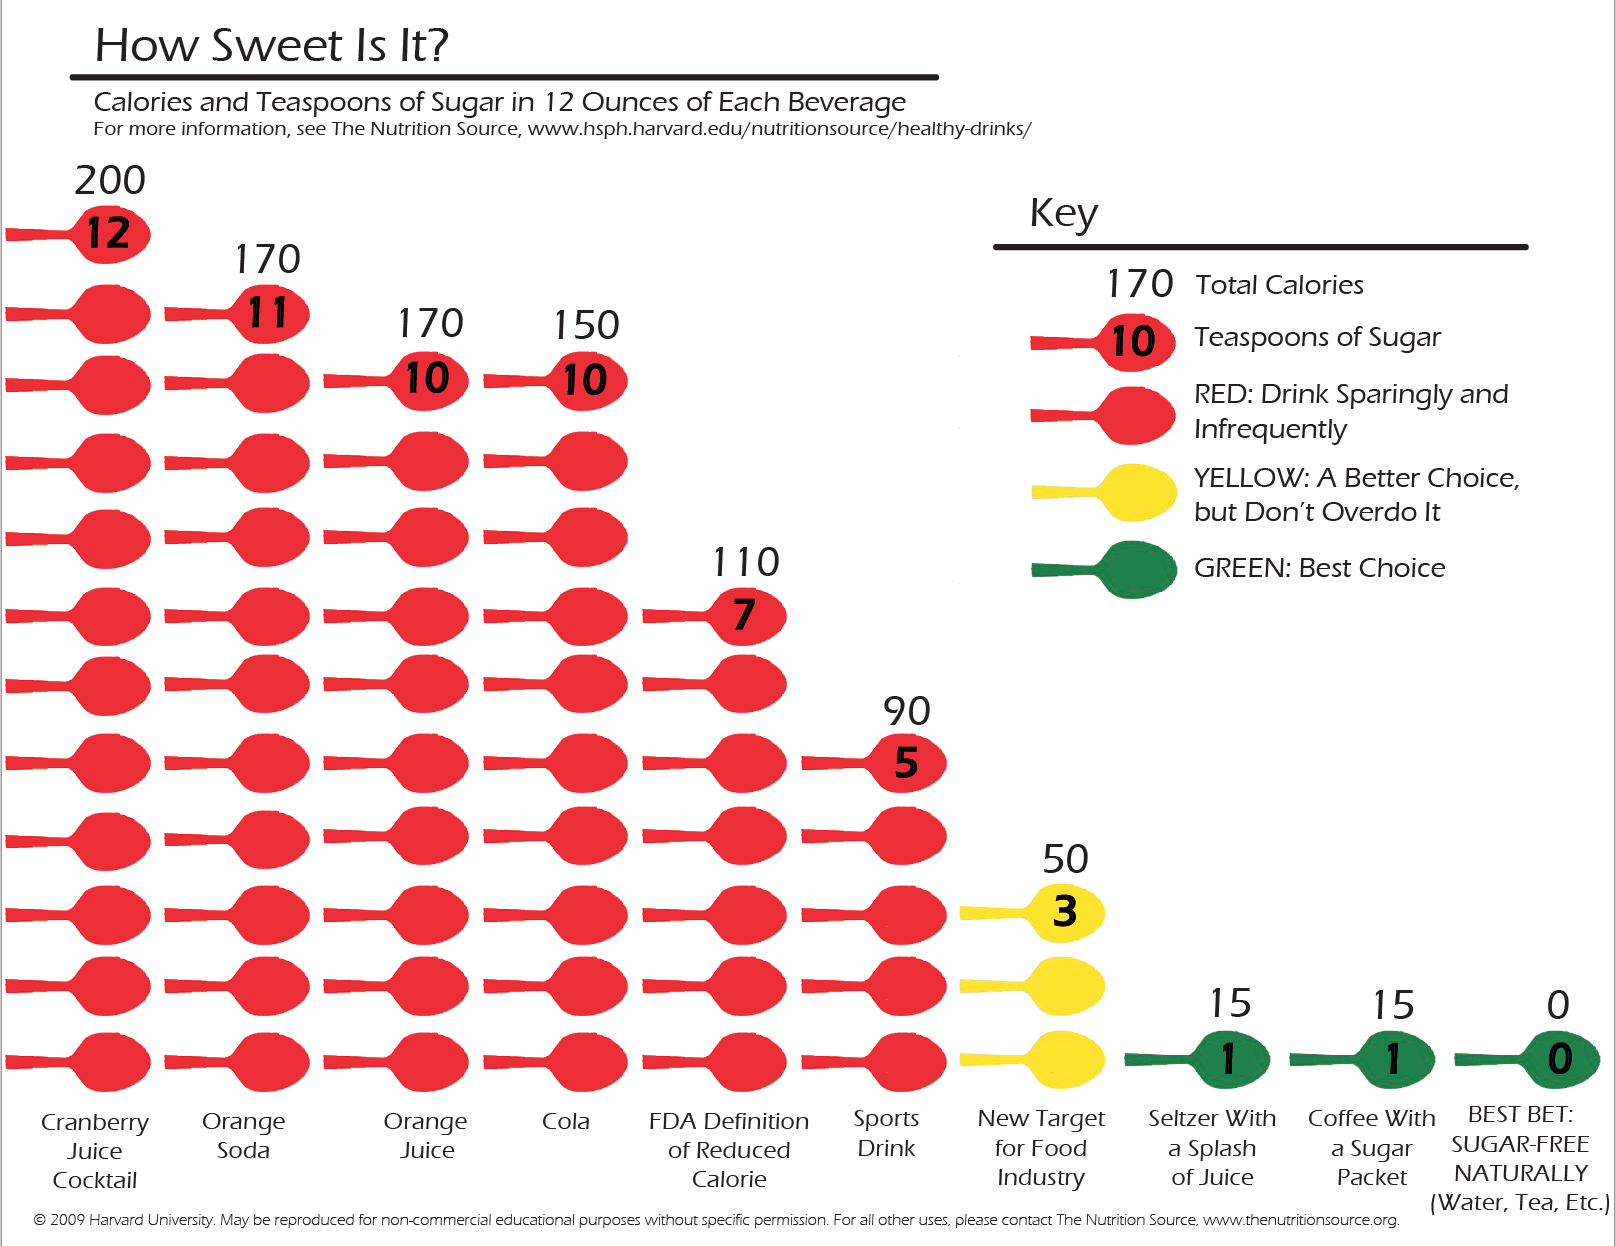 How Sweet Is It?
Calories and Teaspoons of Sugar in 12 Ounces of Each Beverage
For more information, see The Nutrition Source, www.hsph.harvard.edu/nutritionsource/healthy-drinks/
200
12
170
11
170
10
150
10
110
7
90
5
50
3
15
1
15
1
0
0
Key
170 Total Calories
10 Teaspoons of Sugar
RED: Drink Sparingly and
Infrequently
YELLOW: A Better Choice,
but Don't Overdo It
GREEN: Best Choice
Cranberry
Juice
Cocktail
Orange
Soda
Orange
Juice
Cola
FDA Definition
of Reduced
Calorie
Sports
Drink
New Target
for Food
Industry
Seltzer With
a Splash
of Juice
Coffee With
a Sugar
Packet
BEST BET:
SUGAR-FREE
NATURALLY
(Water, Tea, Etc.)
© 2009 Harvard University. May be reproduced for non-commercial educational purposes without specific permission. For all other uses, please contact The Nutrition Source, www.thenutritionsource.org.